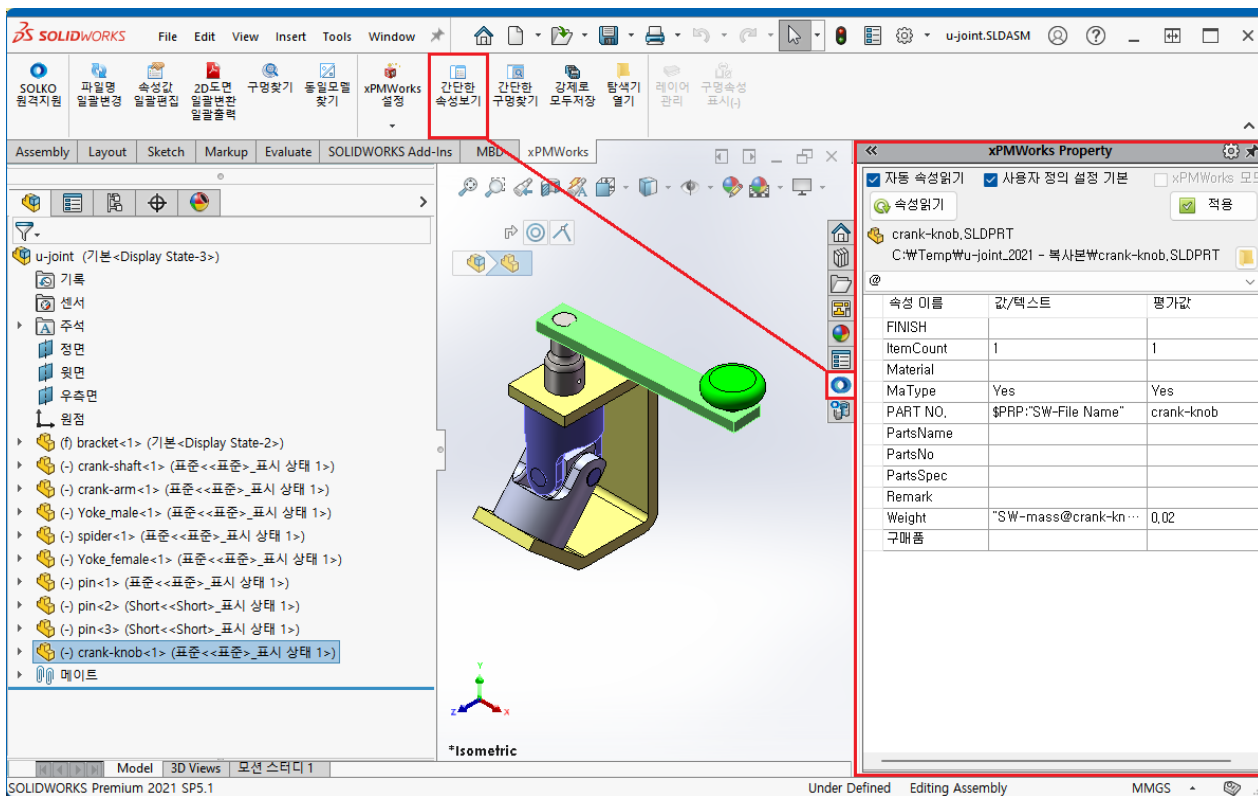 SOLIDWORKS File Edit View Insert Tools Window u-joint.SLDASM
SOLKO 원격지원
파일명 일괄변경
속성값 일괄편집
2D도면 일괄변환 일괄출력
구멍찾기
동일모델 찾기
xPMWorks 설정
간단한 속성보기
간단한 구멍찾기
강제로 모두저장
탐색기 열기
레이어 관리
구멍속성 표시(-)
Assembly Layout Sketch Markup Evaluate SOLIDWORKS Add-Ins MBD xPMWorks
u-joint (기본<Display State-3>)
기록
센서
주석
정면
윗면
우측면
원점
(f) bracket<1> (기본<Display State-2>)
(-) crank-shaft<1> (표준<<표준>_표시 상태 1>)
(-) crank-arm<1> (표준<<표준>_표시 상태 1>)
(-) Yoke_male<1> (표준<<표준>_표시 상태 1>)
(-) spider<1> (표준<<표준>_표시 상태 1>)
(-) Yoke_female<1> (표준<<표준>_표시 상태 1>)
(-) pin<1> (표준<<표준>_표시 상태 1>)
(-) pin<2> (Short<<Short>_표시 상태 1>)
(-) pin<3> (Short<<Short>_표시 상태 1>)
(-) crank-knob<1> (표준<<표준>_표시 상태 1>)
메이트
Y
Z X
*Isometric
xPMWorks Property
자동 속성읽기 사용자 정의 설정 기본 xPMWorks
속성읽기 적용
crank-knob.SLDPRT
C:₩Temp₩u-joint_2021 - 복사본₩crank-knob.SLDPRT
@
속성 이름 값/텍스트 평가값
FINISH
ItemCount 1 1
Material
MaType Yes Yes
PART NO. $PRP:"SW-File Name" crank-knob
PartsName
PartsNo
PartsSpec
Remark
Weight "SW-mass@crank-kn… 0.02
구매품
Model 3D Views 모션 스터디 1
SOLIDWORKS Premium 2021 SP5.1 Under Defined Editing Assembly MMGS